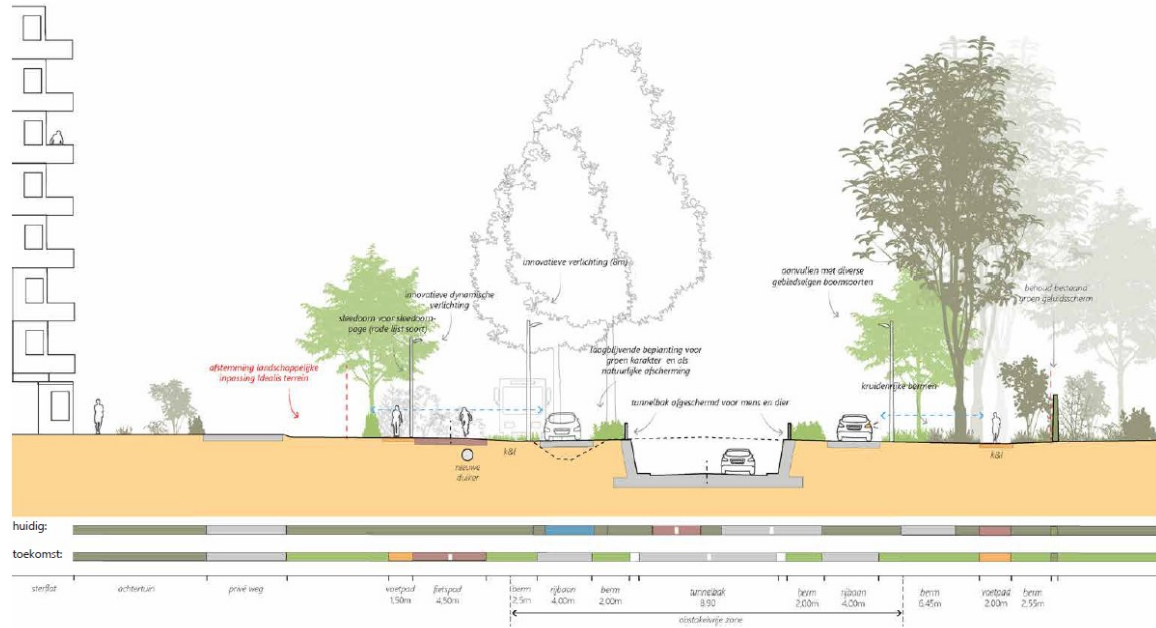 innovatieve verlichting (6m)
innovatieve dynamische
verlichting
sleedoorn voor sleedoorn-
page (rode lijst soort)
afstemming landschappelijke
inpassing Idealis terrein
laagblijvende beplanting voor
groen karakter en als
natuurlijke afscherming
tunnelbak afgeschermd voor mens en dier
aanvullen met diverse
gebiedseigen boomsoorten
behoud bestaand
groen geluidsscherm
kruidenrijke bermen
nieuwe
duiker
k&l
k&l
huidig:
toekomst:
sterflat
achtertuin
privé weg
voetpad
1,50m
fietspad
4,50m
berm
2,5m
rijbaan
4,00m
berm
2,00m
tunnelbak
8,90
berm
2,00m
rijbaan
4,00m
berm
6,45m
voetpad
2,00m
berm
2,55m
obstakelvrije zone